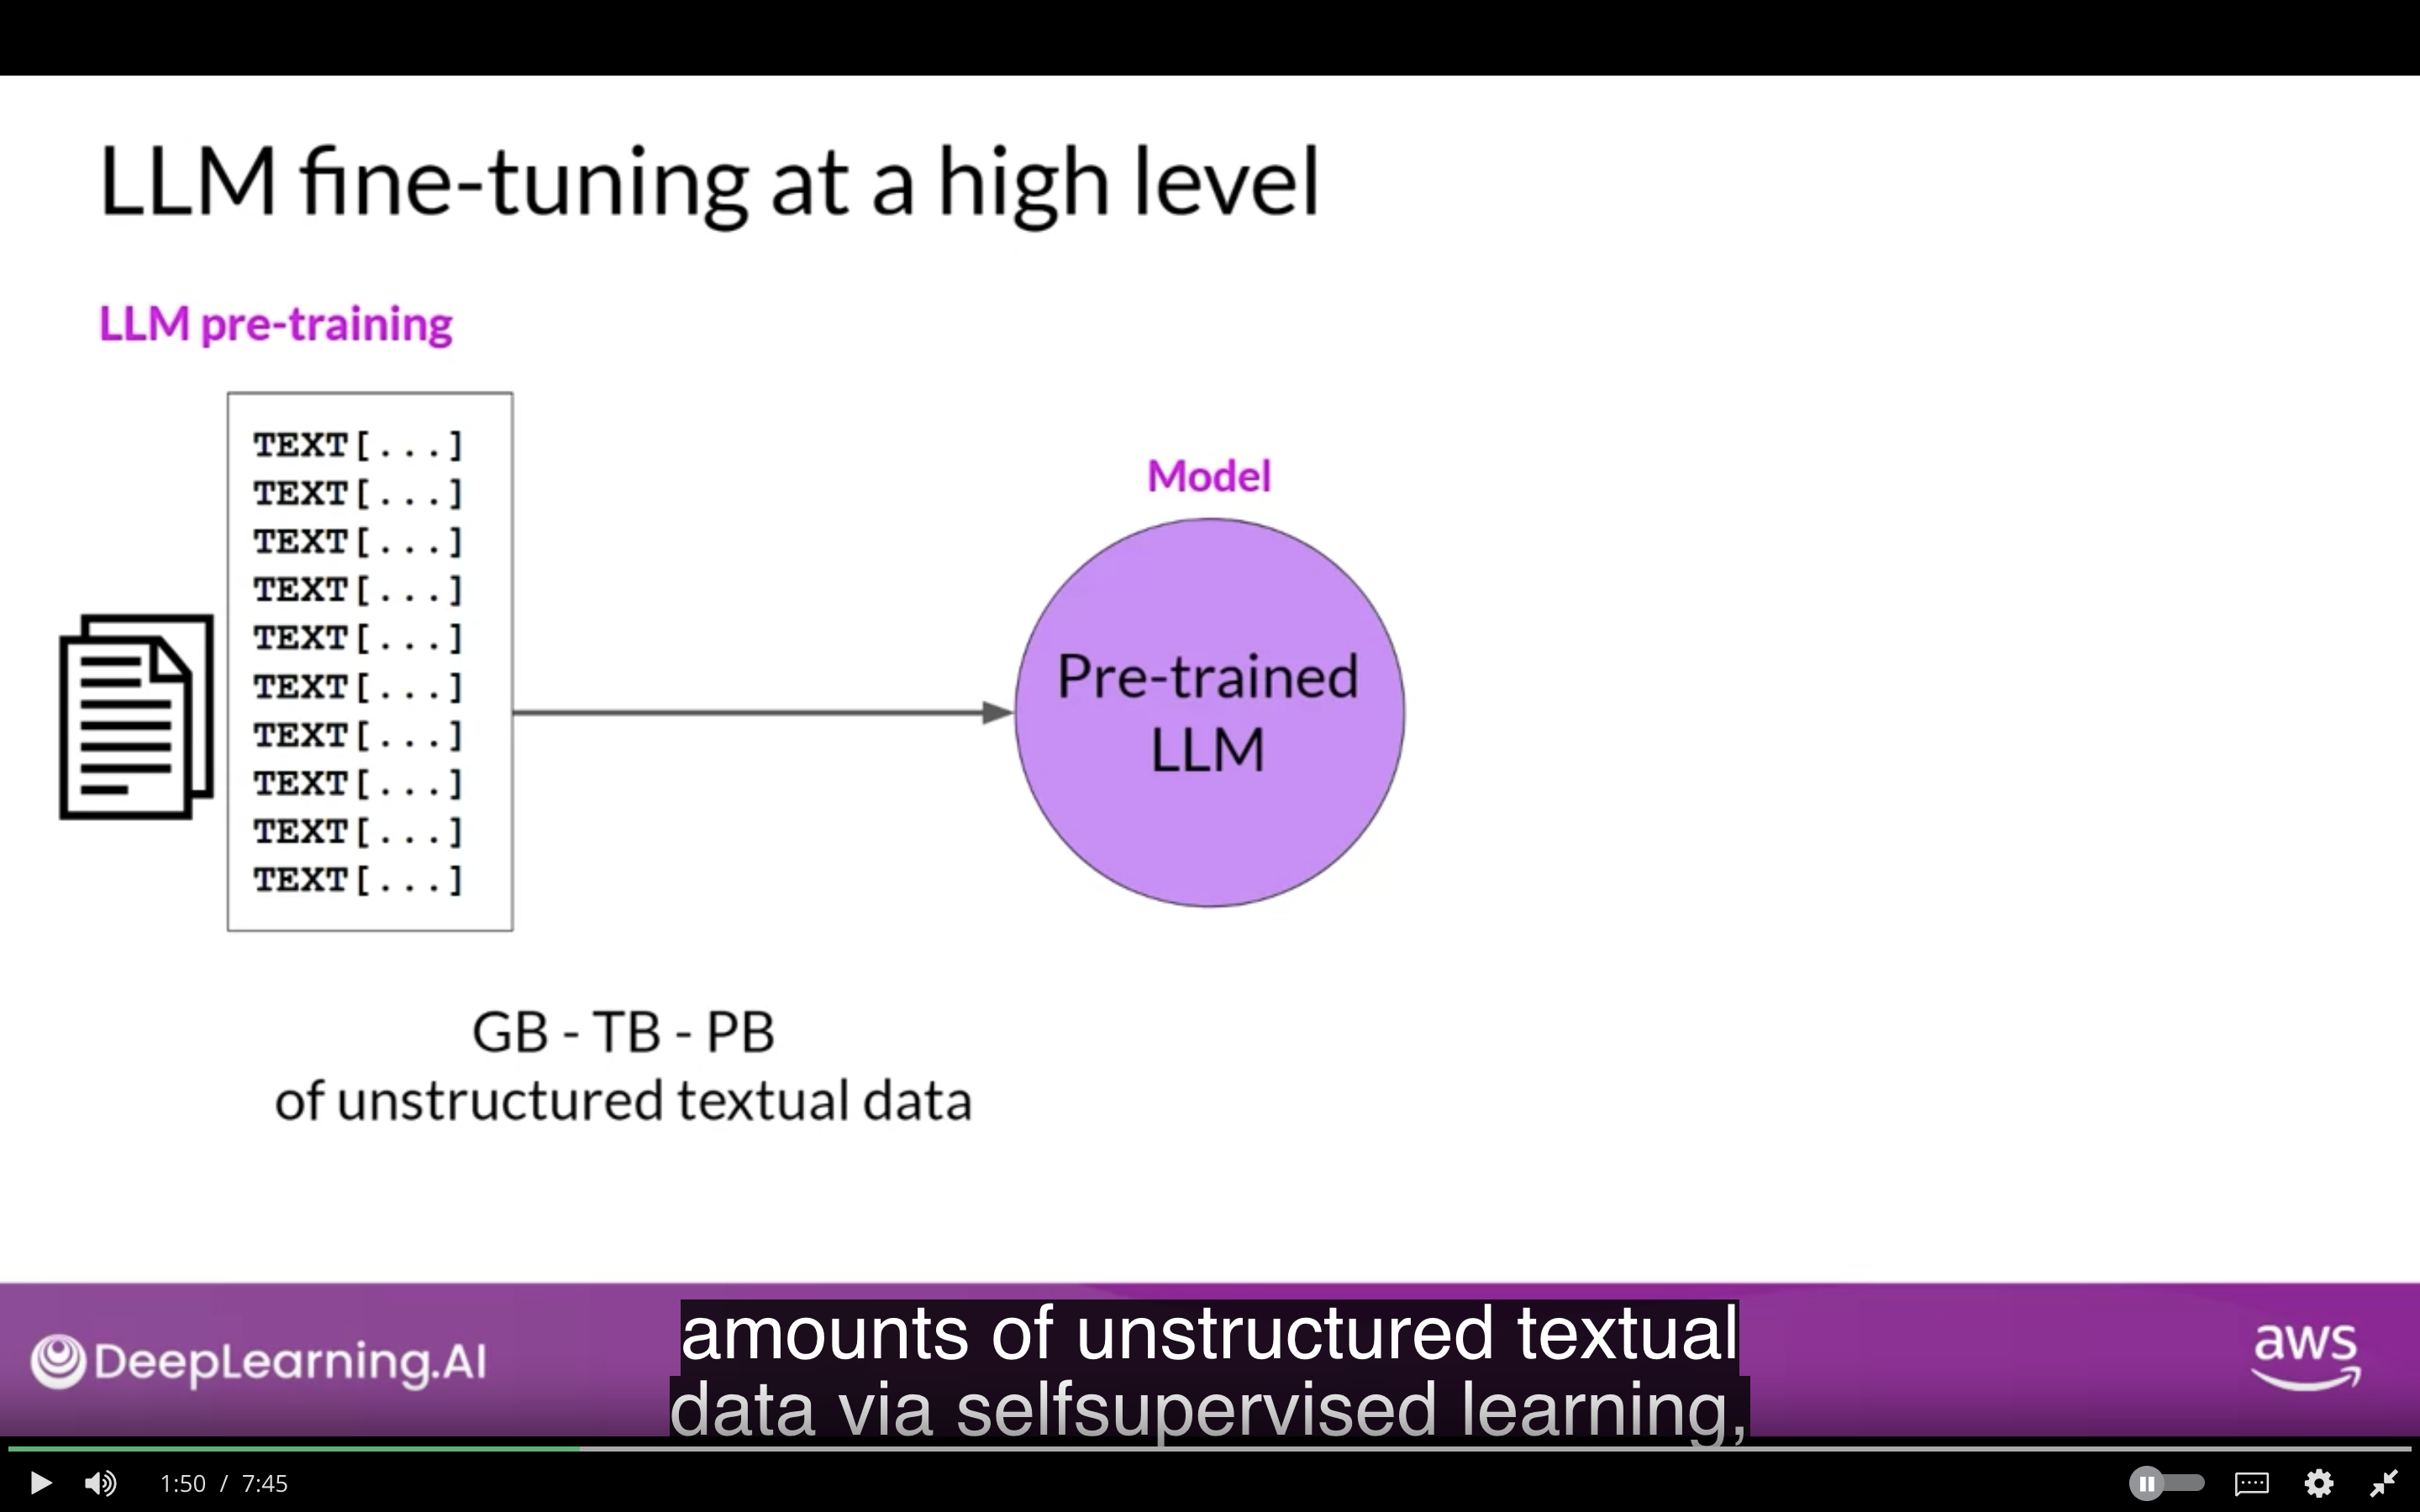 LLM fine-tuning at a high level
LLM pre-training
TEXT[...]
TEXT[...]
TEXT[...]
TEXT[...]
TEXT[...]
TEXT[...]
TEXT[...]
TEXT[...]
TEXT[...]
TEXT[...]
Model
Pre-trained
LLM
GB - TB - PB
of unstructured textual data
DeepLearning.AI
amounts of unstructured textual
data via selfsupervised learning,
aws
1:50 / 7:45